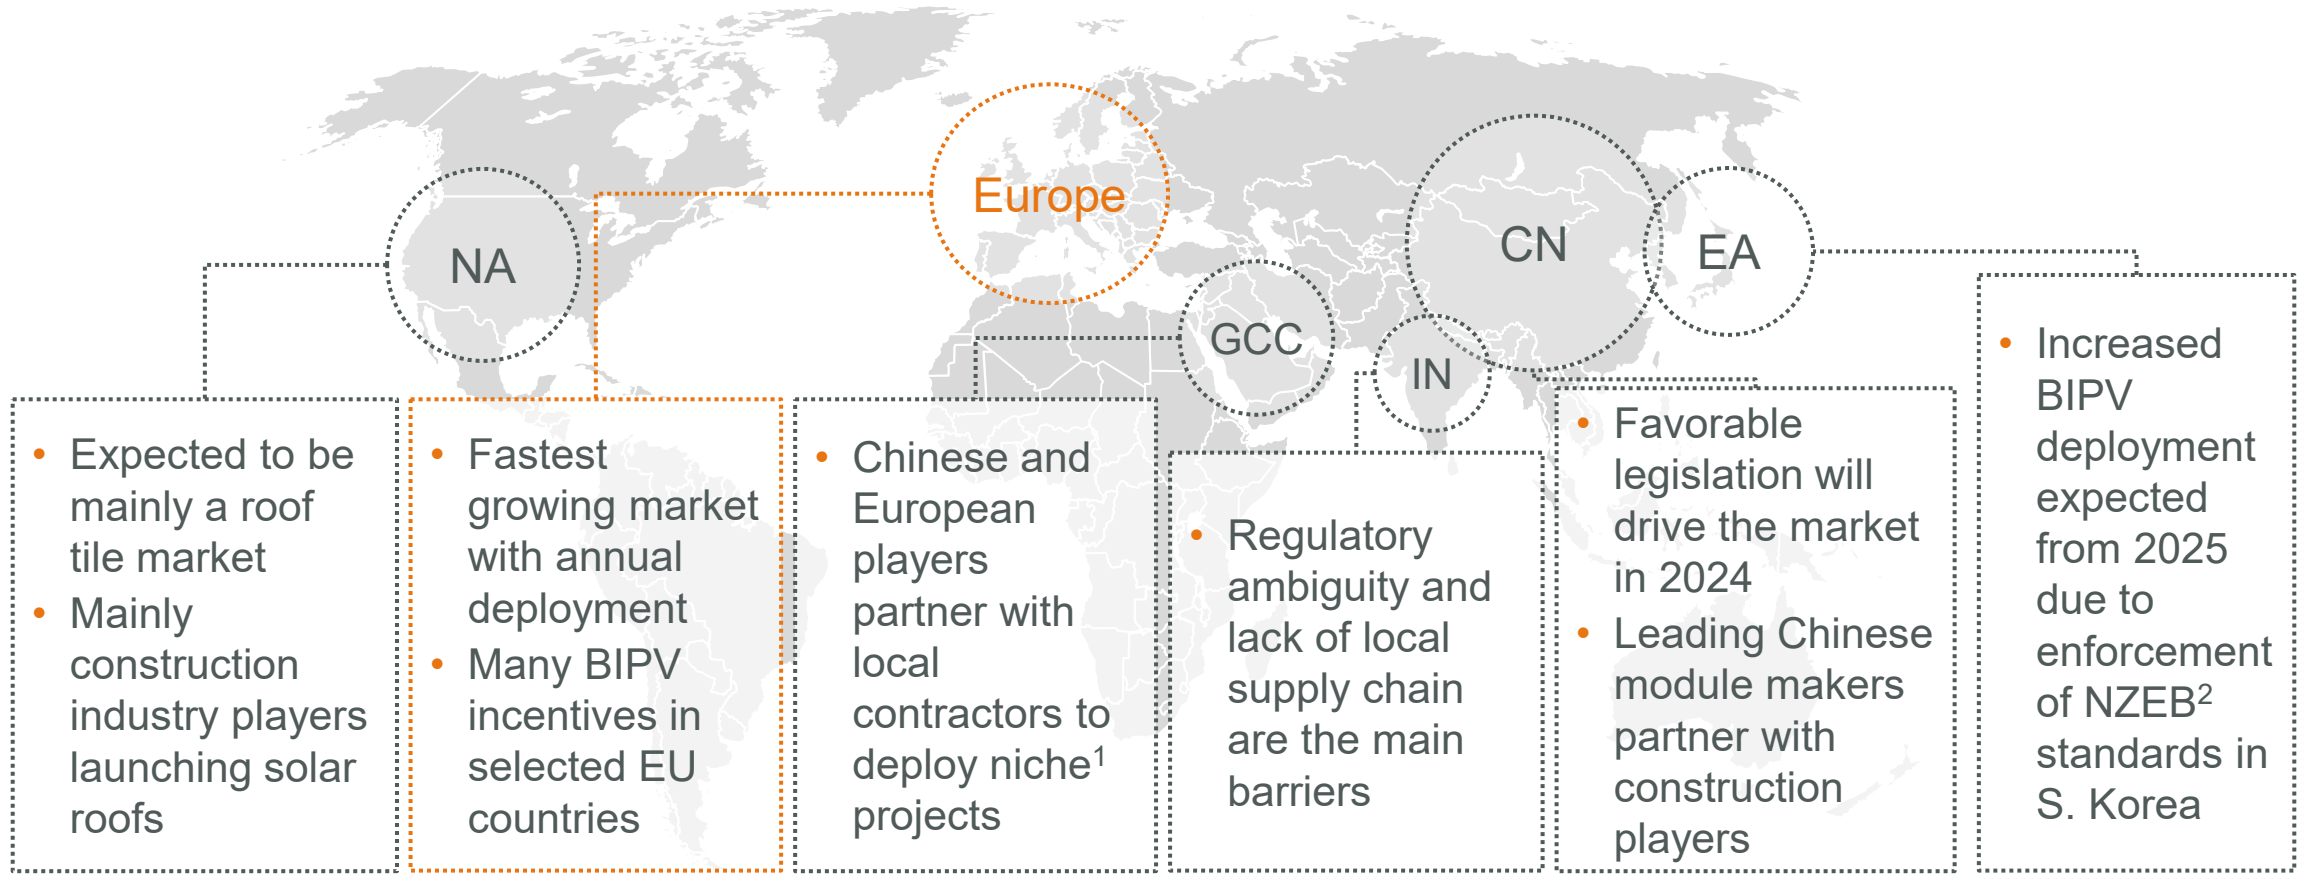 Europe
NA
CN
EA
GCC
IN
• Expected to be
mainly a roof
tile market
• Mainly
construction
industry players
launching solar
roofs
• Fastest
growing market
with annual
deployment
• Many BIPV
incentives in
selected EU
countries
• Chinese and
European
players
partner with
local
contractors to
deploy niche¹
projects
• Regulatory
ambiguity and
lack of local
supply chain
are the main
barriers
• Favorable
legislation will
drive the market
in 2024
• Leading Chinese
module makers
partner with
construction
players
• Increased
BIPV
deployment
expected
from 2025
due to
enforcement
of NZEB²
standards in
S. Korea